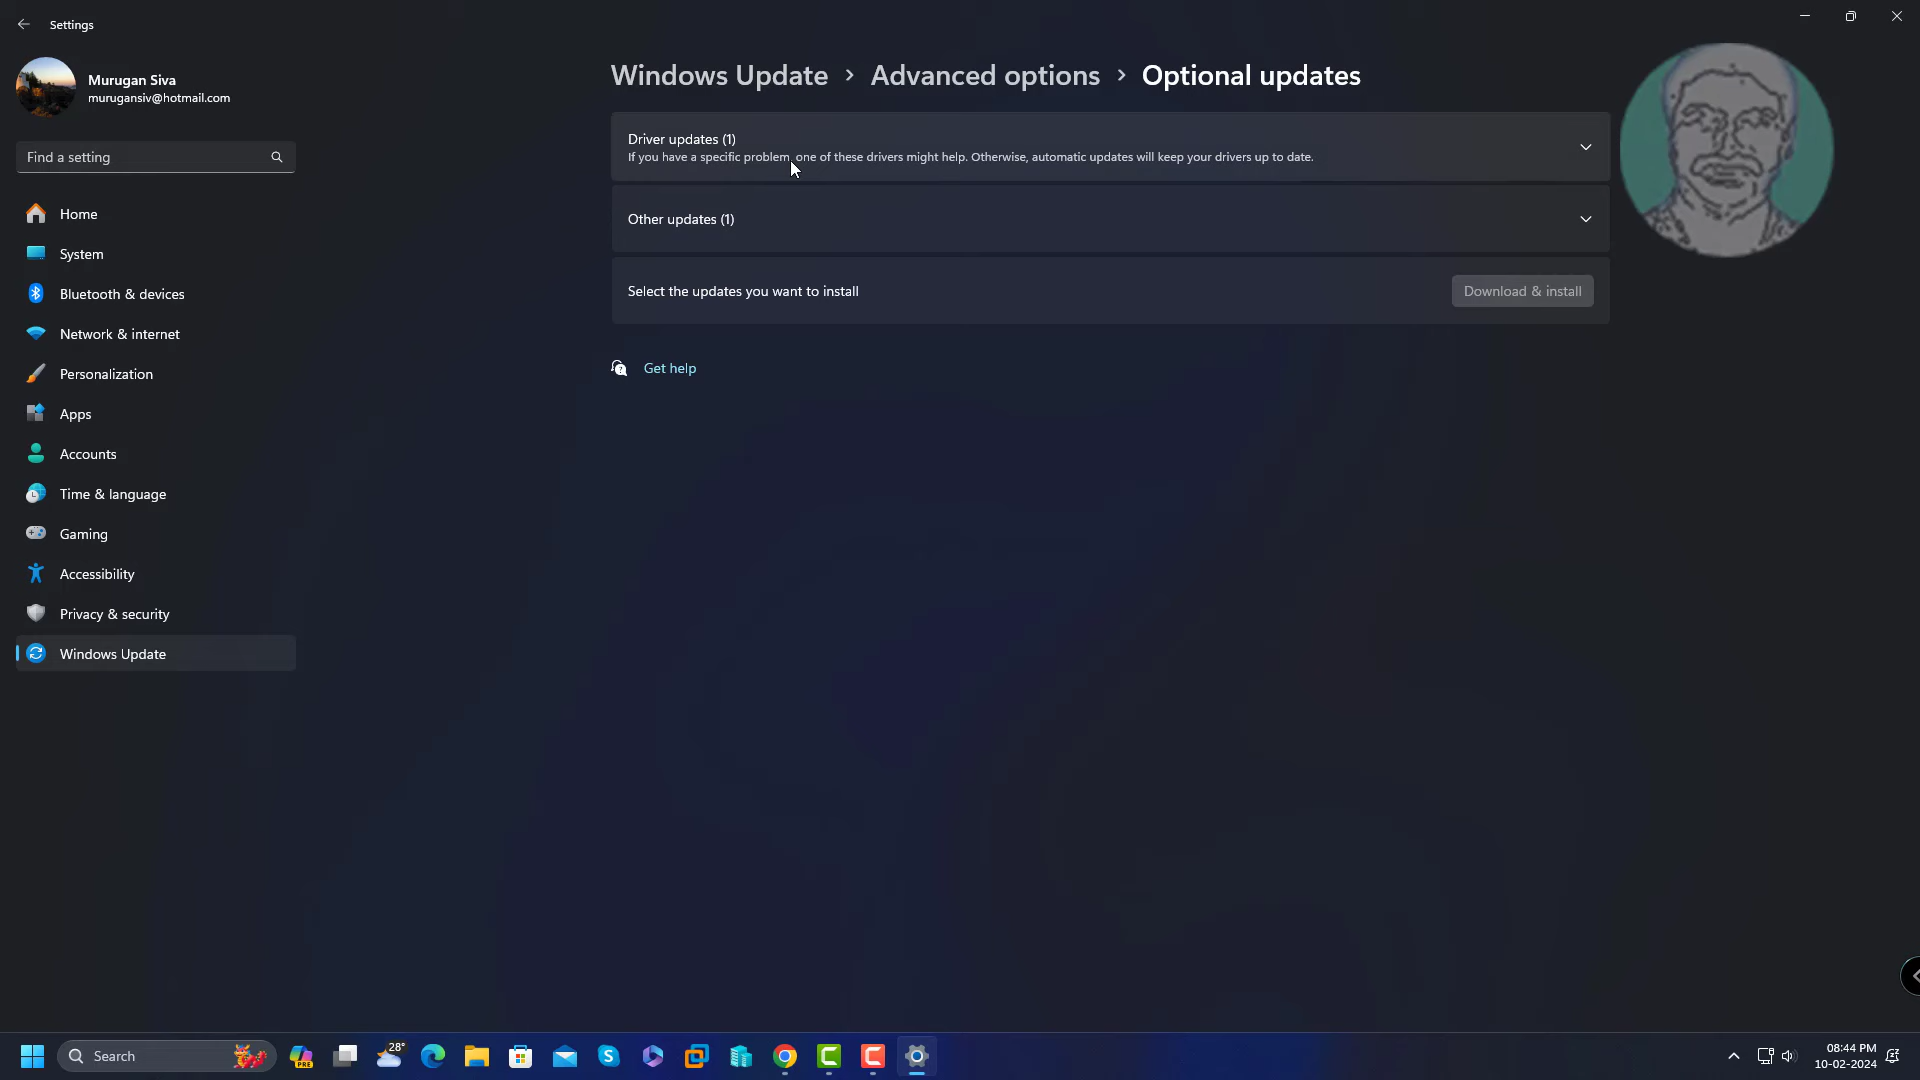 Settings
Murugan Siva
murugansiv@hotmail.com
Find a setting
Home
System
Bluetooth & devices
Network & internet
Personalization
Apps
Accounts
Time & language
Gaming
Accessibility
Privacy & security
Windows Update
Windows Update > Advanced options > Optional updates
Driver updates (1)
If you have a specific problem, one of these drivers might help. Otherwise, automatic updates will keep your drivers up to date.
Other updates (1)
Select the updates you want to install
Download & install
Get help
Search
PRE
28°
08:44 PM
10-02-2024